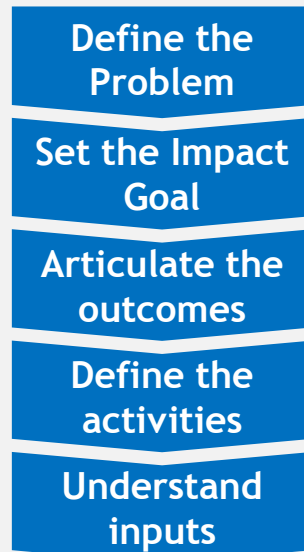 Define the
Problem
Set the Impact
Goal
Articulate the
outcomes
Define the
activities
Understand
inputs